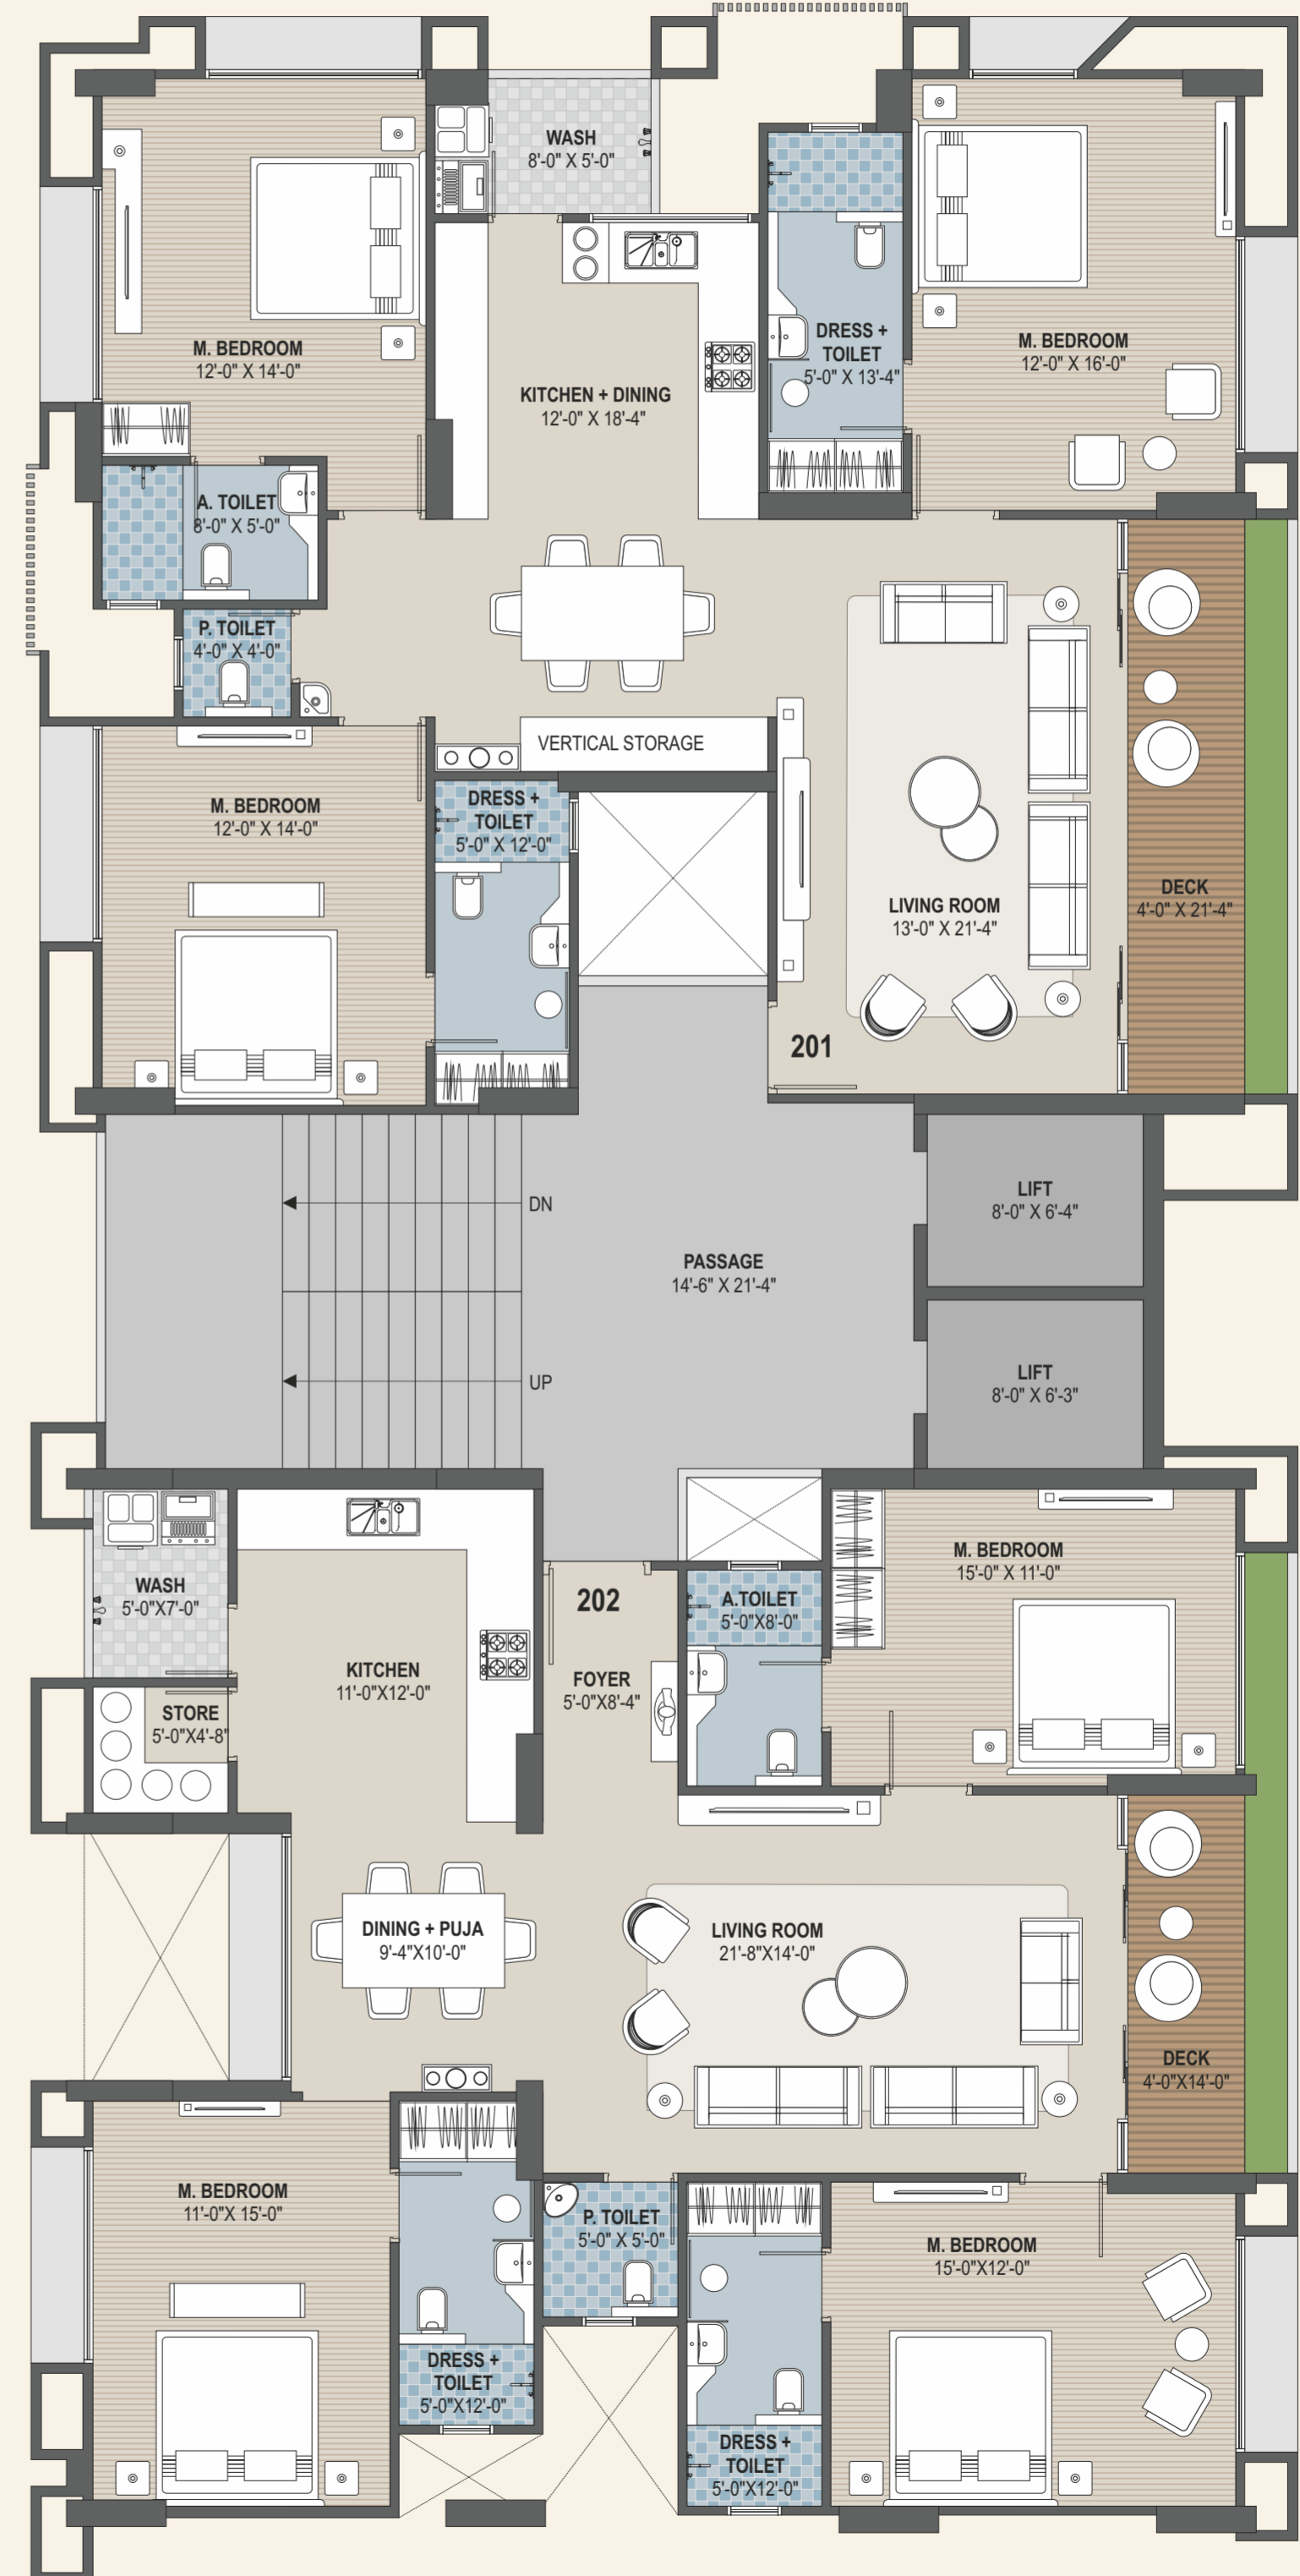 WASH
8'-0" X 5'-0"
M. BEDROOM
12'-0" X 14'-0"
DRESS +
TOILET
5'-0" X 13'-4"
M. BEDROOM
12'-0" X 16'-0"
KITCHEN + DINING
12'-0" X 18'-4"
A. TOILET
8'-0" X 5'-0"
P. TOILET
4'-0" X 4'-0"
VERTICAL STORAGE
M. BEDROOM
12'-0" X 14'-0"
DRESS +
TOILET
5'-0" X 12'-0"
LIVING ROOM
13'-0" X 21'-4"
DECK
4'-0" X 21'-4"
201
DN
LIFT
8'-0" X 6'-4"
PASSAGE
14'-6" X 21'-4"
UP
LIFT
8'-0" X 6'-3"
WASH
5'-0"X7'-0"
202
A.TOILET
5'-0"X8'-0"
M. BEDROOM
15'-0" X 11'-0"
KITCHEN
11'-0"X12'-0"
FOYER
5'-0"X8'-4"
STORE
5'-0"X4'-8"
DINING + PUJA
9'-4"X10'-0"
LIVING ROOM
21'-8"X14'-0"
DECK
4'-0"X14'-0"
M. BEDROOM
11'-0"X 15'-0"
P. TOILET
5'-0" X 5'-0"
M. BEDROOM
15'-0"X12'-0"
DRESS +
TOILET
5'-0"X12'-0"
DRESS +
TOILET
5'-0"X12'-0"